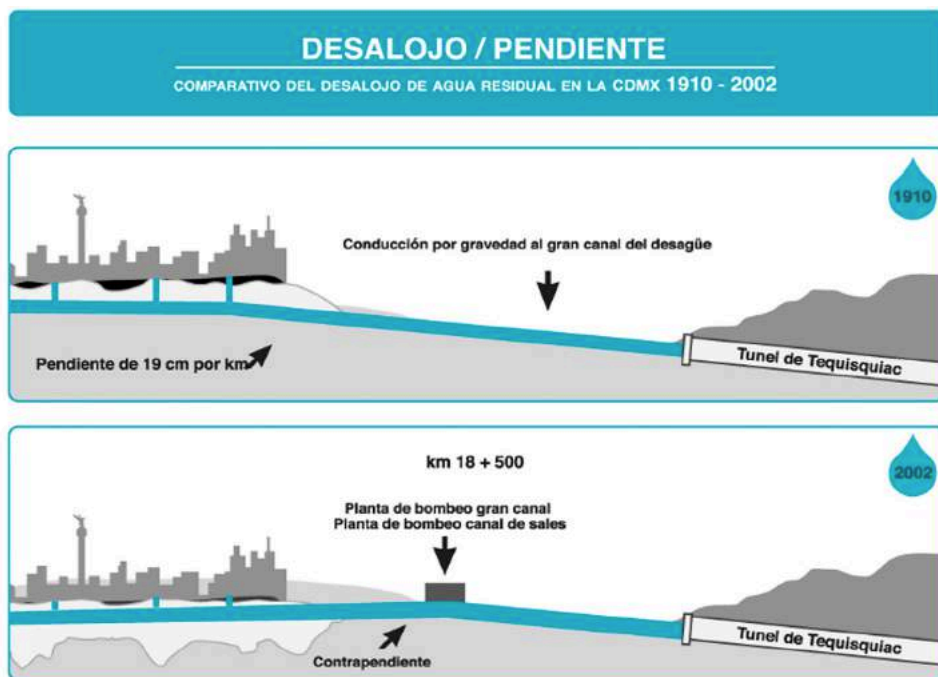 DESALOJO / PENDIENTE
COMPARATIVO DEL DESALOJO DE AGUA RESIDUAL EN LA CDMX 1910 - 2002
1910
Conducción por gravedad al gran canal del desagüe
Pendiente de 19 cm por km
Tunel de Tequisquiac
km 18 + 500
2002
Planta de bombeo gran canal
Planta de bombeo canal de sales
Contrapendiente
Tunel de Tequisquiac